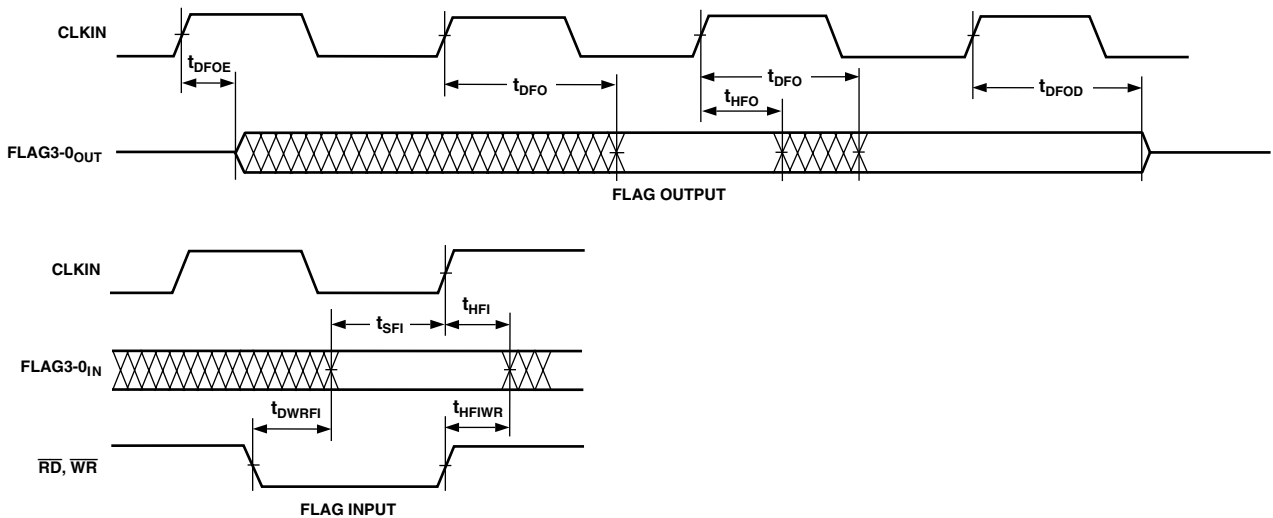 CLKIN
tDFOE
tDFO
tDFO
tHFO
tDFOD
FLAG3-0OUT
FLAG OUTPUT
CLKIN
tSFI
tHFI
FLAG3-0IN
tDWRFI
tHFIWR
RD, WR
FLAG INPUT